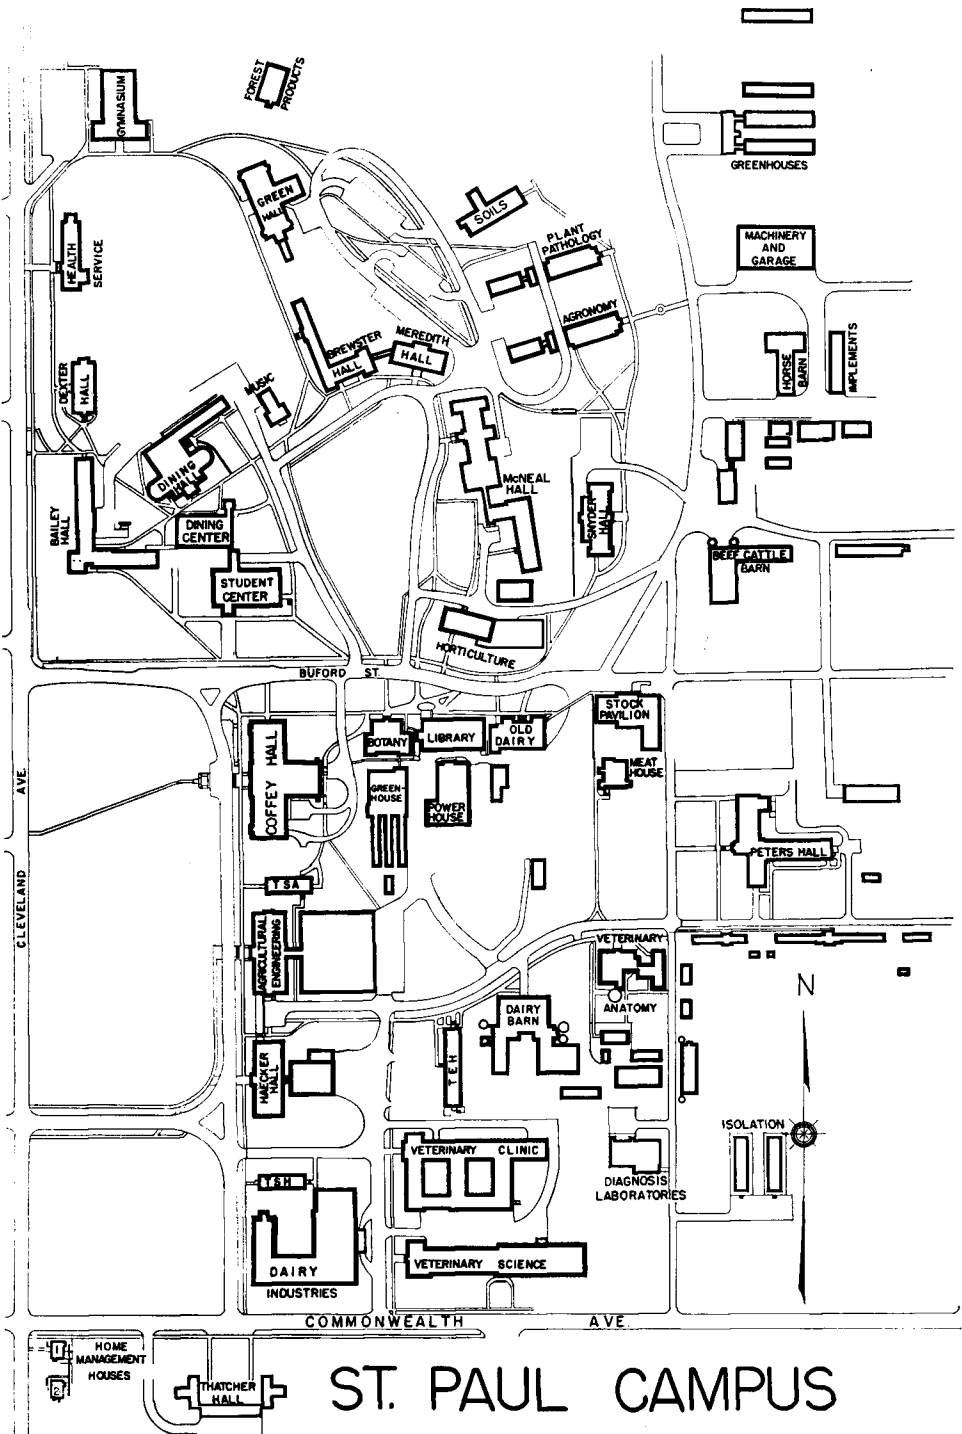 GYMNASIUM
FOREST
PRODUCTS
GREENHOUSES
GREEN
HALL
SOILS
PLANT
PATHOLOGY
MACHINERY
AND
GARAGE
HEALTH
SERVICE
AGRONOMY
BREWSTER
HALL
MEREDITH
HALL
HORSE
BARN
IMPLEMENTS
DEXTER
HALL
MUSIC
DINING
HALL
McNEAL
HALL
SNYDER
HALL
BAILEY
HALL
DINING
CENTER
BEEF CATTLE
BARN
STUDENT
CENTER
HORTICULTURE
BUFORD ST.
STOCK
PAVILION
COFFEY HALL
BOTANY
LIBRARY
OLD
DAIRY
MEAT
HOUSE
GREEN-
HOUSE
POWER
HOUSE
CLEVELAND AVE.
PETERS HALL
TSA
AGRICULTURAL
ENGINEERING
VETERINARY
ANATOMY
N
DAIRY
BARN
HAECKER
HALL
TEH
ISOLATION
VETERINARY CLINIC
DIAGNOSIS
LABORATORIES
TSH
DAIRY
INDUSTRIES
VETERINARY SCIENCE
COMMONWEALTH AVE.
1
2
HOME
MANAGEMENT
HOUSES
THATCHER
HALL
ST. PAUL CAMPUS